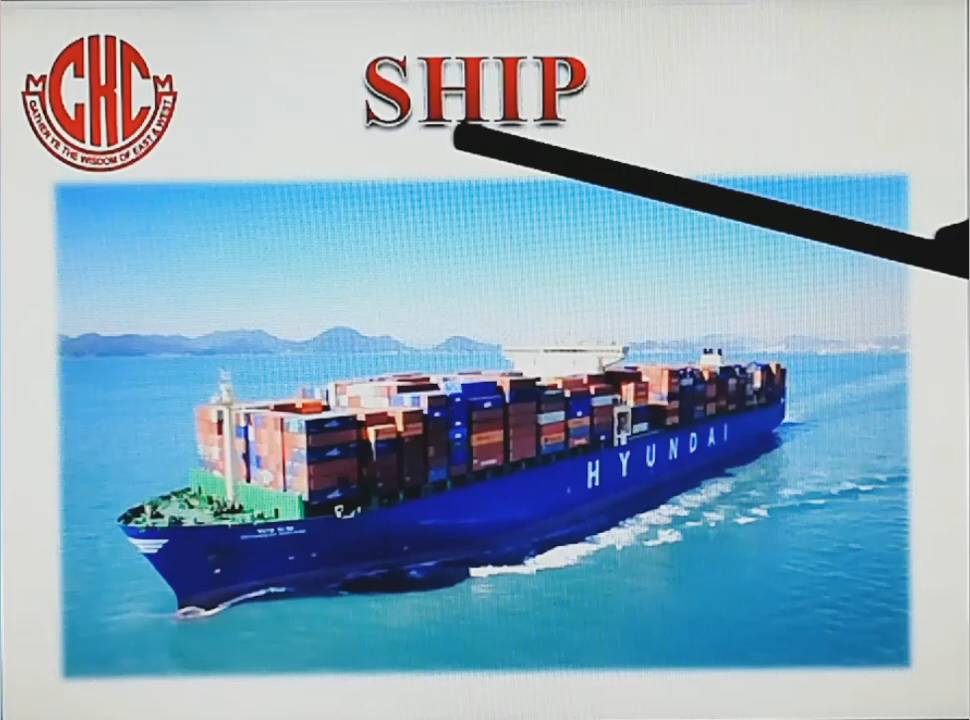 CKC
M M
GATHER YE THE WISDOM OF EAST & WEST
SHIP
HYUNDAI